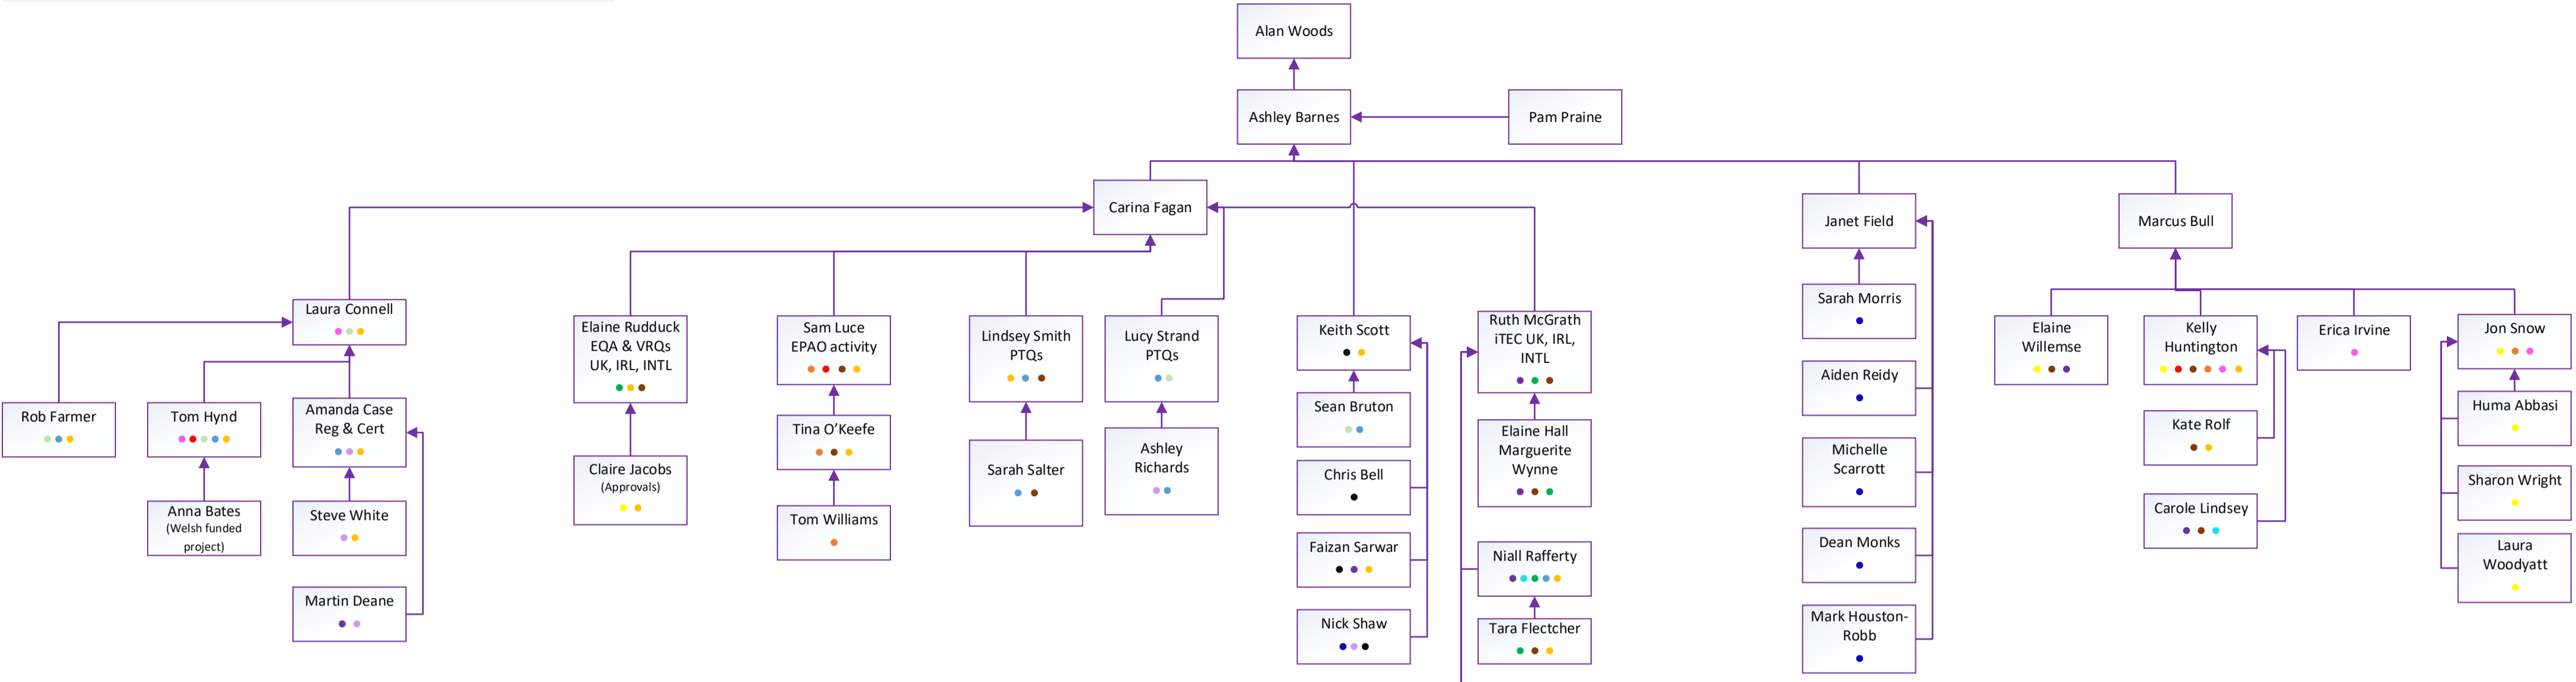 Alan Woods
Ashley Barnes
Pam Praine
Carina Fagan
Janet Field
Marcus Bull
Laura Connell
Elaine Rudduck
EQA & VRQs
UK, IRL, INTL
Sam Luce
EPAO activity
Lindsey Smith
PTQs
Lucy Strand
PTQs
Keith Scott
Ruth McGrath
iTEC UK, IRL,
INTL
Sarah Morris
Elaine
Willemse
Kelly
Huntington
Erica Irvine
Jon Snow
Rob Farmer
Tom Hynd
Amanda Case
Reg & Cert
Tina O’Keefe
Claire Jacobs
(Approvals)
Sarah Salter
Ashley
Richards
Sean Bruton
Elaine Hall
Marguerite
Wynne
Aiden Reidy
Kate Rolf
Huma Abbasi
Anna Bates
(Welsh funded
project)
Steve White
Tom Williams
Chris Bell
Michelle
Scarrott
Carole Lindsey
Sharon Wright
Martin Deane
Faizan Sarwar
Niall Rafferty
Dean Monks
Laura
Woodyatt
Nick Shaw
Tara Flectcher
Mark Houston-
Robb